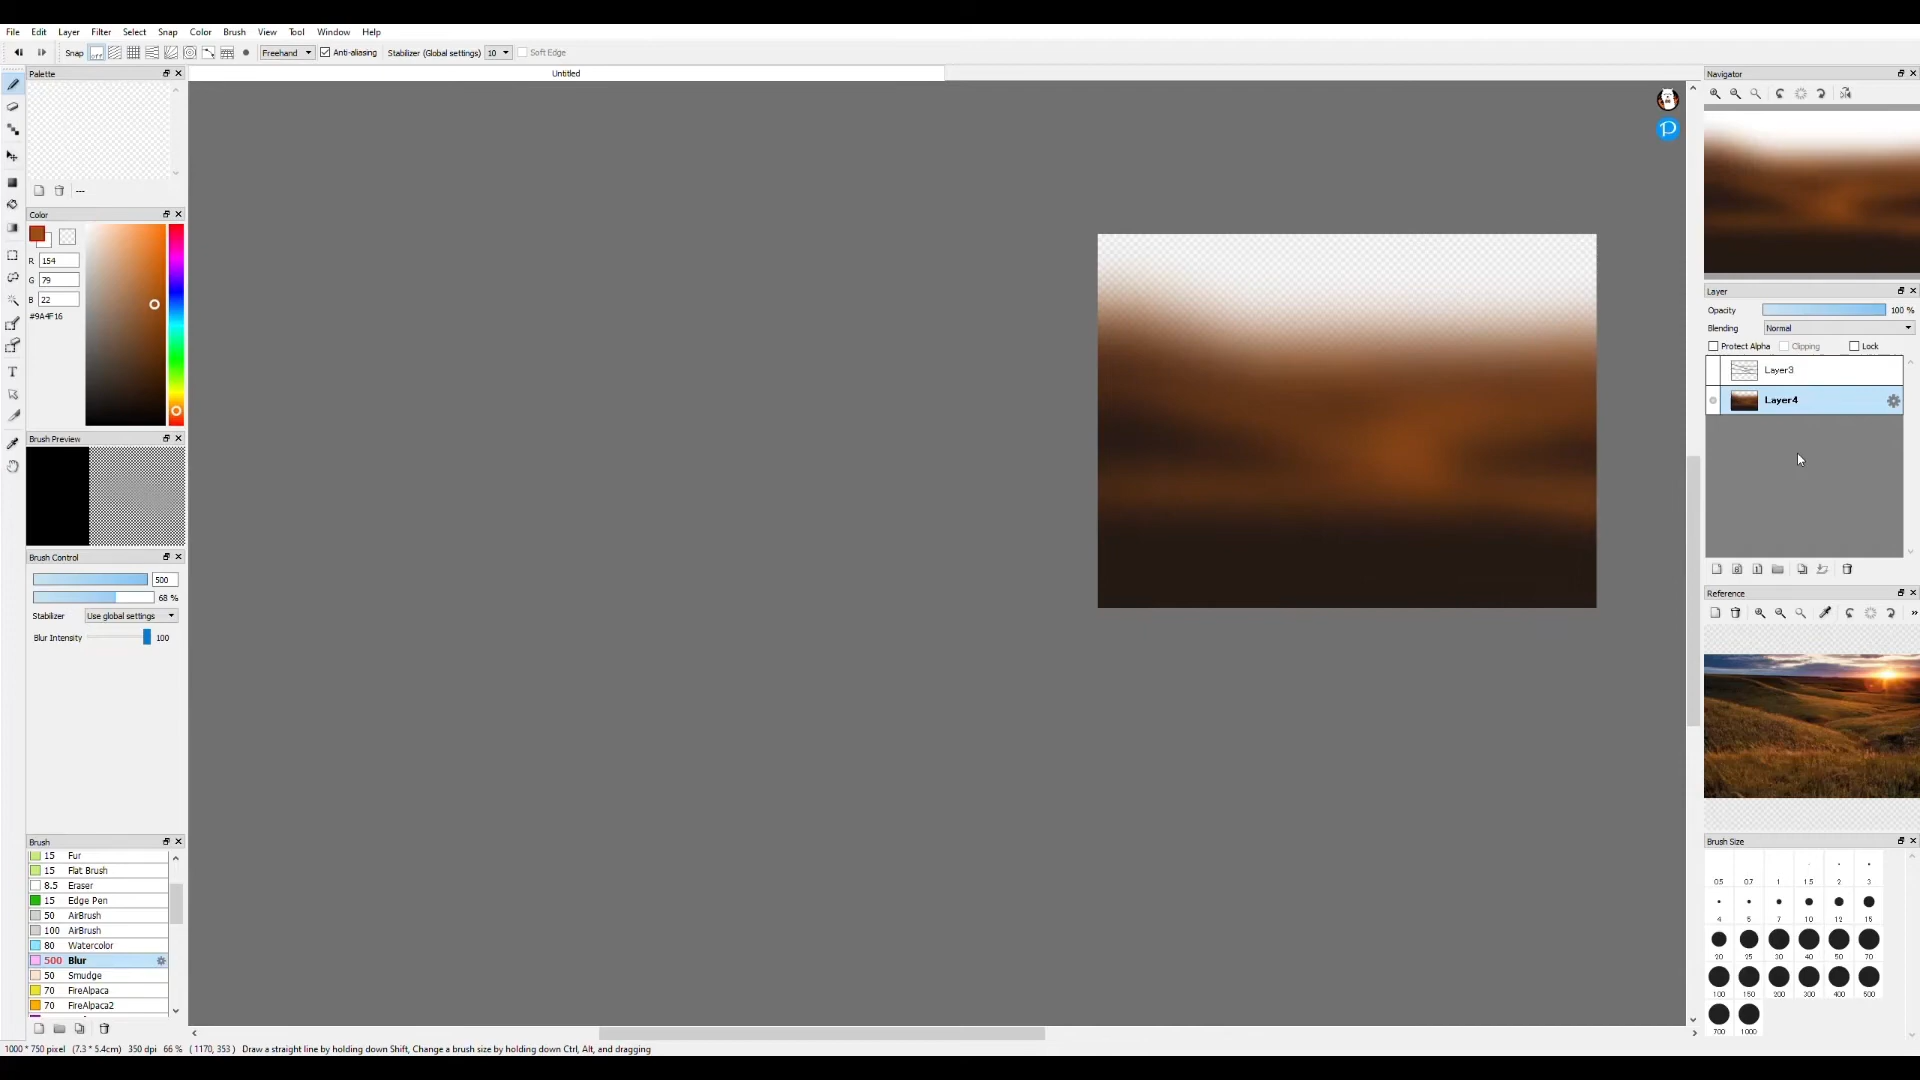 File Edit Layer Filter Select Snap Color Brush View Tool Window Help
Snap off Freehand Anti-aliasing Stabilizer (Global settings) 10 Soft Edge
Palette
Untitled
Navigator
---
Color
R 154
G 79
B 22
#9A4F16
Layer
Opacity 100 %
Blending Normal
Protect Alpha Clipping Lock
Layer3
Layer4
Brush Preview
Brush Control
500
68 %
Stabilizer Use global settings
Blur Intensity 100
Reference
»
Brush
15 Fur
15 Flat Brush
8.5 Eraser
15 Edge Pen
50 AirBrush
100 AirBrush
80 Watercolor
500 Blur
50 Smudge
70 FireAlpaca
70 FireAlpaca2
Brush Size
0.5 0.7 1 1.5 2 3
4 5 7 10 12 15
20 25 30 40 50 70
100 150 200 300 400 500
700 1000
1000 * 750 pixel (7.3 * 5.4cm) 350 dpi 66 % ( 1170, 353 ) Draw a straight line by holding down Shift, Change a brush size by holding down Ctrl, Alt, and dragging